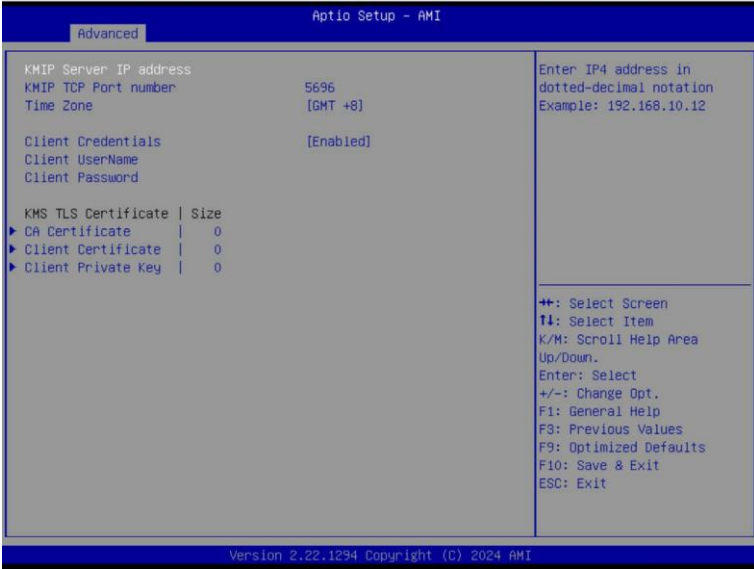 Aptio Setup - AMI
Advanced
KMIP Server IP address
KMIP TCP Port number 5696
Time Zone [GMT +8]
Client Credentials [Enabled]
Client UserName
Client Password
KMS TLS Certificate | Size
▶ CA Certificate | 0
▶ Client Certificate | 0
▶ Client Private Key | 0
Enter IP4 address in
dotted-decimal notation
Example: 192.168.10.12
→←: Select Screen
↑↓: Select Item
K/M: Scroll Help Area
Up/Down.
Enter: Select
+/-: Change Opt.
F1: General Help
F3: Previous Values
F9: Optimized Defaults
F10: Save & Exit
ESC: Exit
Version 2.22.1294 Copyright (C) 2024 AMI